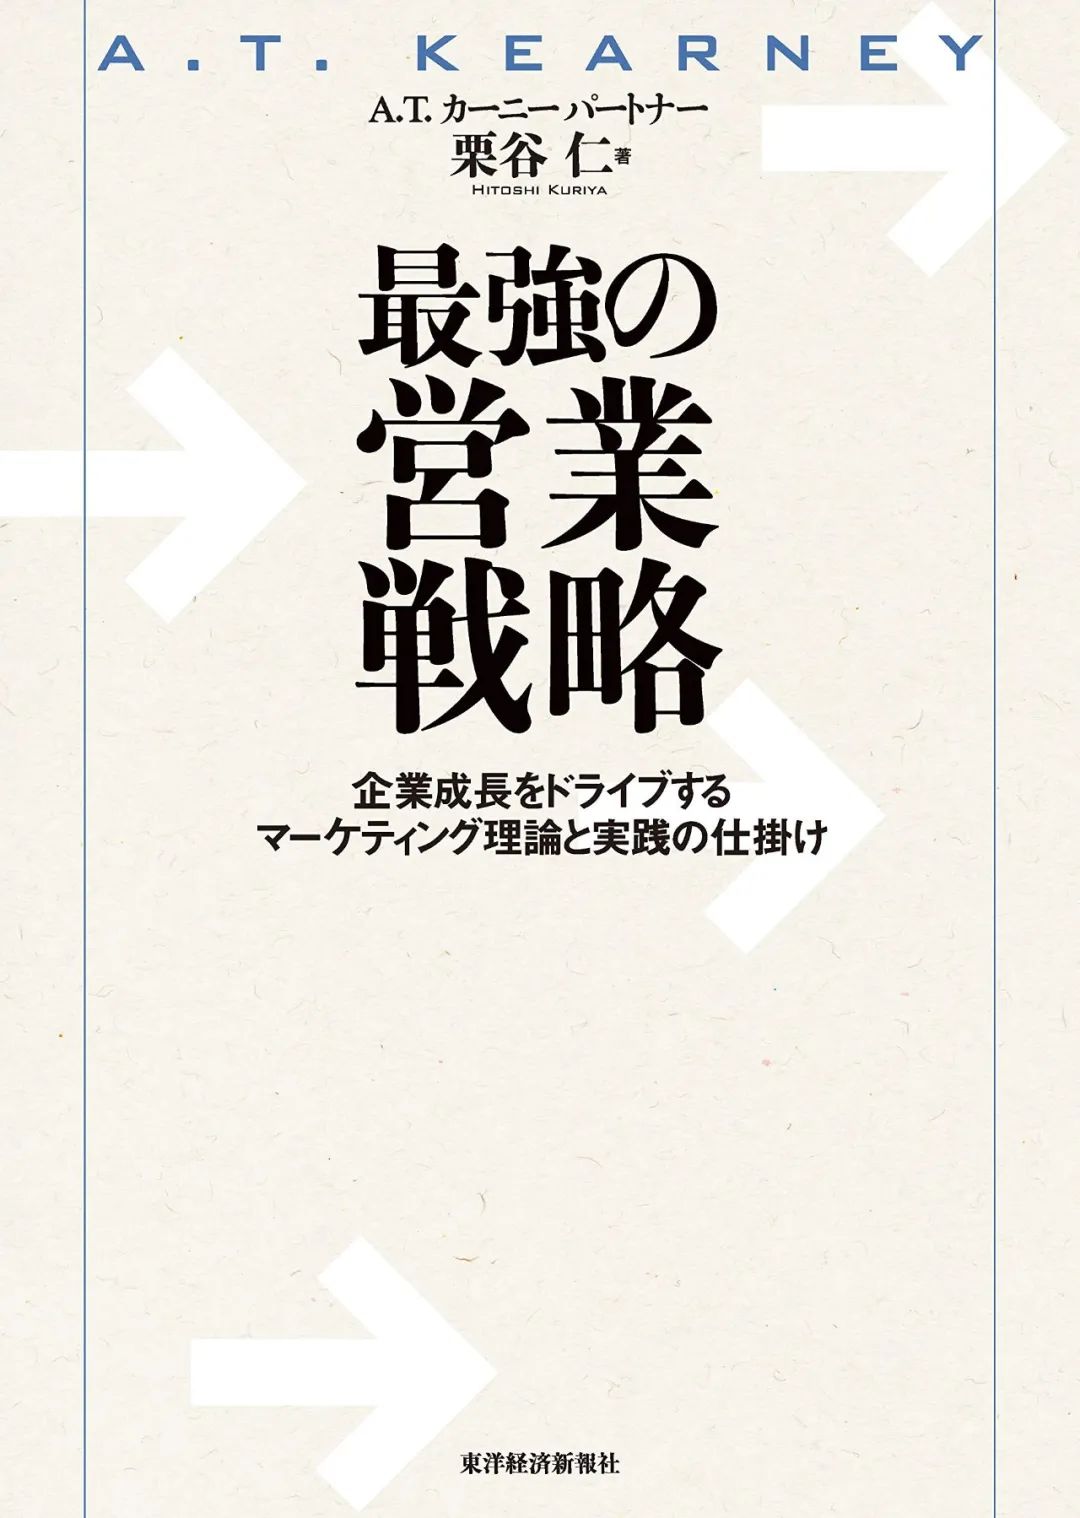 A.T. KEARNEY
A.T. カーニー パートナー
栗谷 仁 著
HITOSHI KURIYA
最強の
営業
戦略
企業成長をドライブする
マーケティング理論と実践の仕掛け
東洋経済新報社